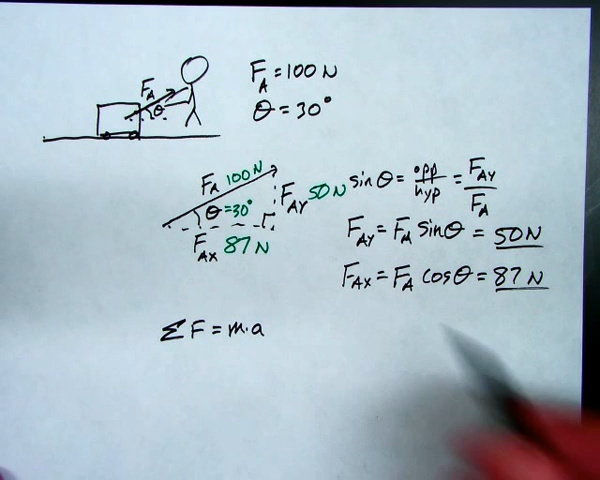 F_A = 100 N
θ = 30°
F_A
θ
F_A 100 N
θ = 30°
F_AY 50 N
F_AX 87 N
sin θ = opp/hyp = F_AY/F_A
F_AY = F_A sin θ = 50 N
F_AX = F_A cos θ = 87 N
Σ F = m·a